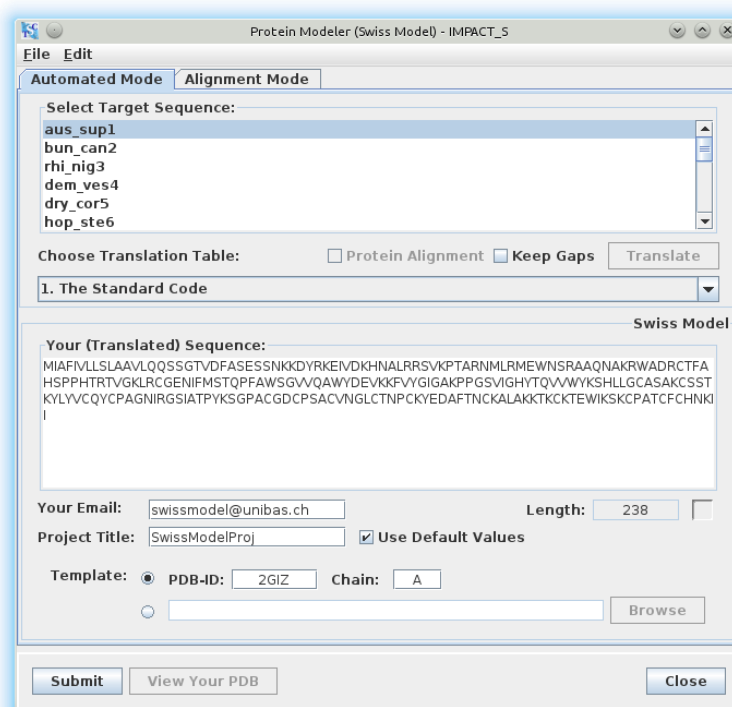 Protein Modeler (Swiss Model) - IMPACT_S
File Edit
Automated Mode Alignment Mode
Select Target Sequence:
aus_sup1
bun_can2
rhi_nig3
dem_ves4
dry_cor5
hop_ste6
Choose Translation Table: Protein Alignment Keep Gaps Translate
1. The Standard Code
Swiss Model
Your (Translated) Sequence:
MIAFIVLLSLAAVLQQSSGTVDFASESSNKKDYRKEIVDKHNALRRSVKPTARNMLRMEWNSRAAQNAKRWADRCTFA
HSPPHTRTVGKLRCGENIFMSTQPFAWSGVVQAWYDEVKKFVYGIGAKPPGSVIGHYTQVVWYKSHLLGCASAKCSST
KYLYVCQYCPAGNIRGSIATPYKSGPACGDCPSACVNGLCTNPCKYEDAFTNCKALAKKTKCKTEWIKSKCPATCFCHNKI
I
Your Email: swissmodel@unibas.ch Length: 238
Project Title: SwissModelProj Use Default Values
Template: PDB-ID: 2GIZ Chain: A
Browse
Submit View Your PDB Close